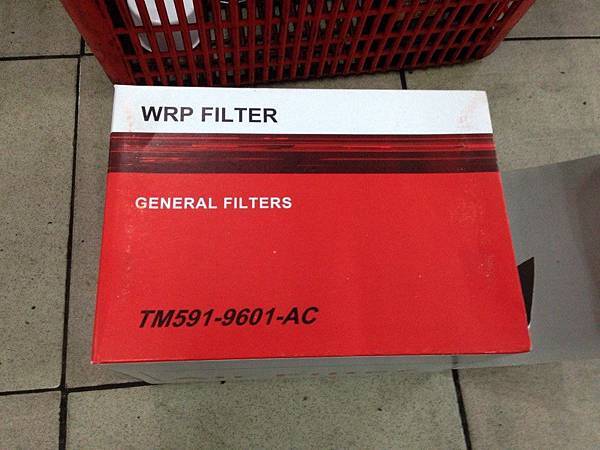 WRP FILTER
GENERAL FILTERS
TM591-9601-AC